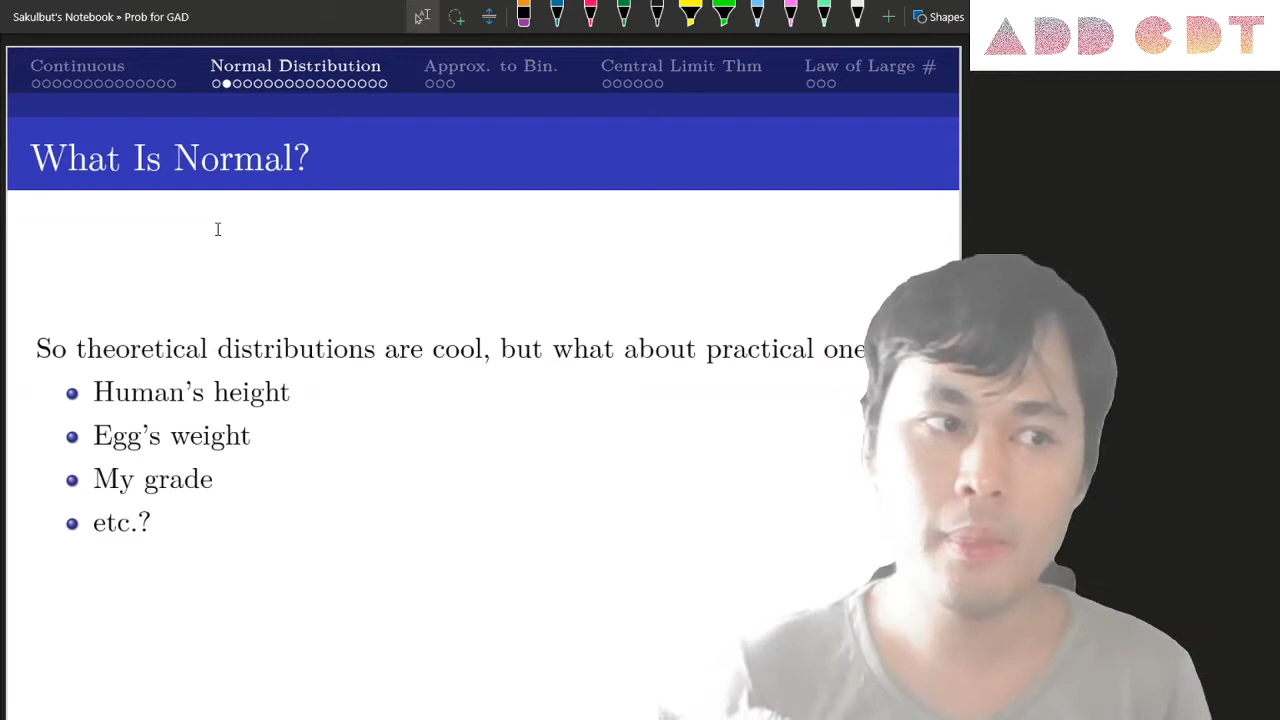 Sakulbut's Notebook » Prob for GAD
Shapes
ADD CDT
Continuous
Normal Distribution
Approx. to Bin.
Central Limit Thm
Law of Large #
What Is Normal?
So theoretical distributions are cool, but what about practical one
Human's height
Egg's weight
My grade
etc.?